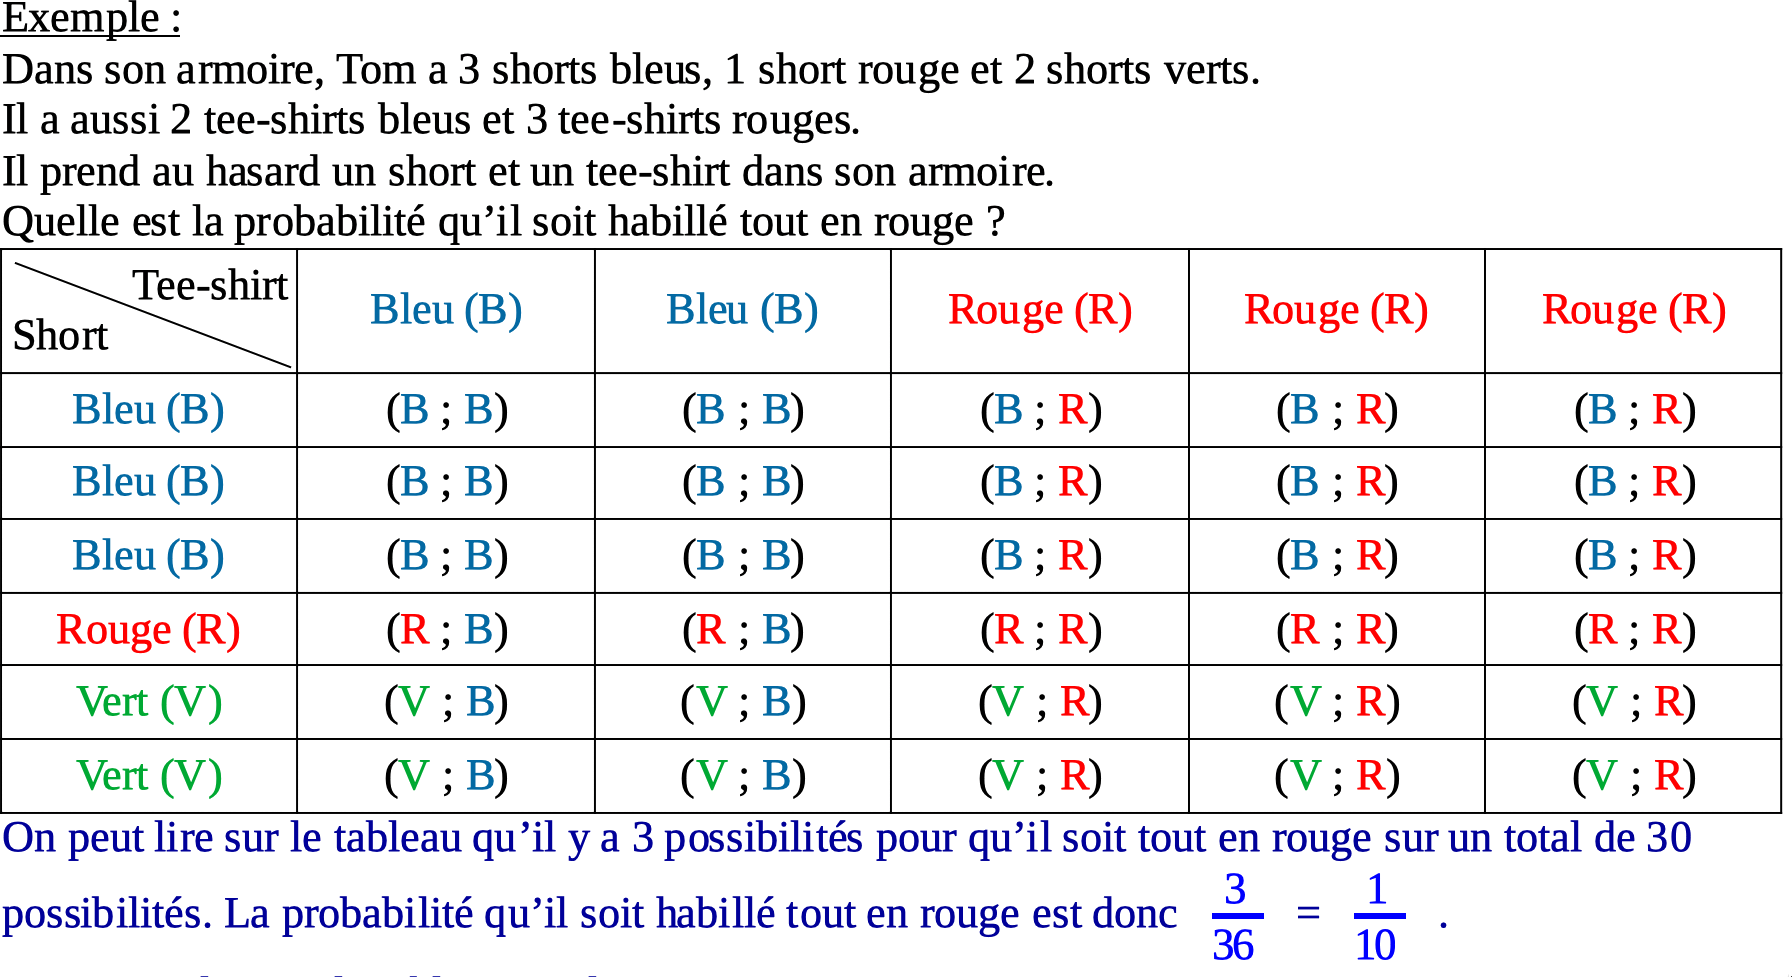 Exemple :
Dans son armoire, Tom a 3 shorts bleus, 1 short rouge et 2 shorts verts.
Il a aussi 2 tee-shirts bleus et 3 tee-shirts rouges.
Il prend au hasard un short et un tee-shirt dans son armoire.
Quelle est la probabilité qu’il soit habillé tout en rouge ?
Tee-shirt
Short
Bleu (B) Bleu (B) Rouge (R) Rouge (R) Rouge (R)
Bleu (B) (B ; B) (B ; B) (B ; R) (B ; R) (B ; R)
Bleu (B) (B ; B) (B ; B) (B ; R) (B ; R) (B ; R)
Bleu (B) (B ; B) (B ; B) (B ; R) (B ; R) (B ; R)
Rouge (R) (R ; B) (R ; B) (R ; R) (R ; R) (R ; R)
Vert (V) (V ; B) (V ; B) (V ; R) (V ; R) (V ; R)
Vert (V) (V ; B) (V ; B) (V ; R) (V ; R) (V ; R)
On peut lire sur le tableau qu’il y a 3 possibilités pour qu’il soit tout en rouge sur un total de 30
possibilités. La probabilité qu’il soit habillé tout en rouge est donc 3/36 = 1/10 .